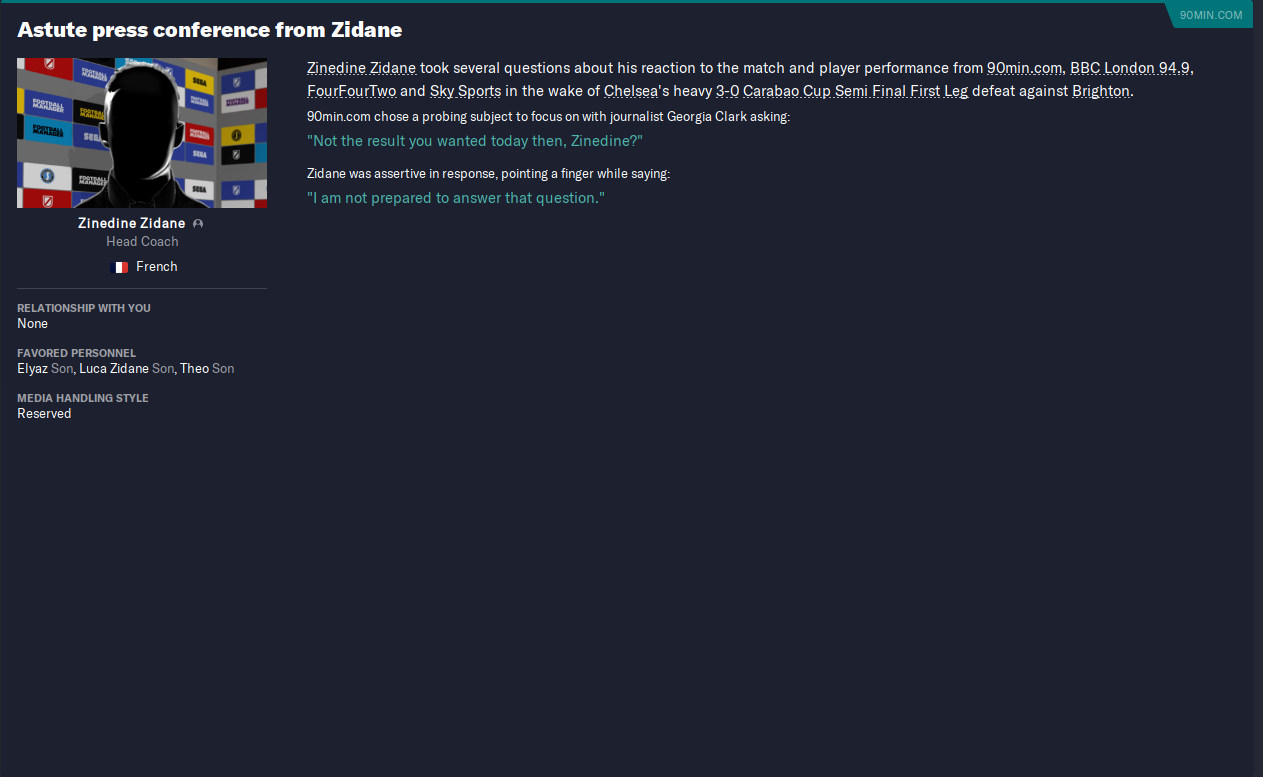 90MIN.COM
Astute press conference from Zidane
FOOTBALL MANAGER
SEGA
Zinedine Zidane took several questions about his reaction to the match and player performance from 90min.com, BBC London 94.9,
FourFourTwo and Sky Sports in the wake of Chelsea's heavy 3-0 Carabao Cup Semi Final First Leg defeat against Brighton.
90min.com chose a probing subject to focus on with journalist Georgia Clark asking:
"Not the result you wanted today then, Zinedine?"
Zidane was assertive in response, pointing a finger while saying:
"I am not prepared to answer that question."
Zinedine Zidane
Head Coach
French
RELATIONSHIP WITH YOU
None
FAVORED PERSONNEL
Elyaz Son, Luca Zidane Son, Theo Son
MEDIA HANDLING STYLE
Reserved